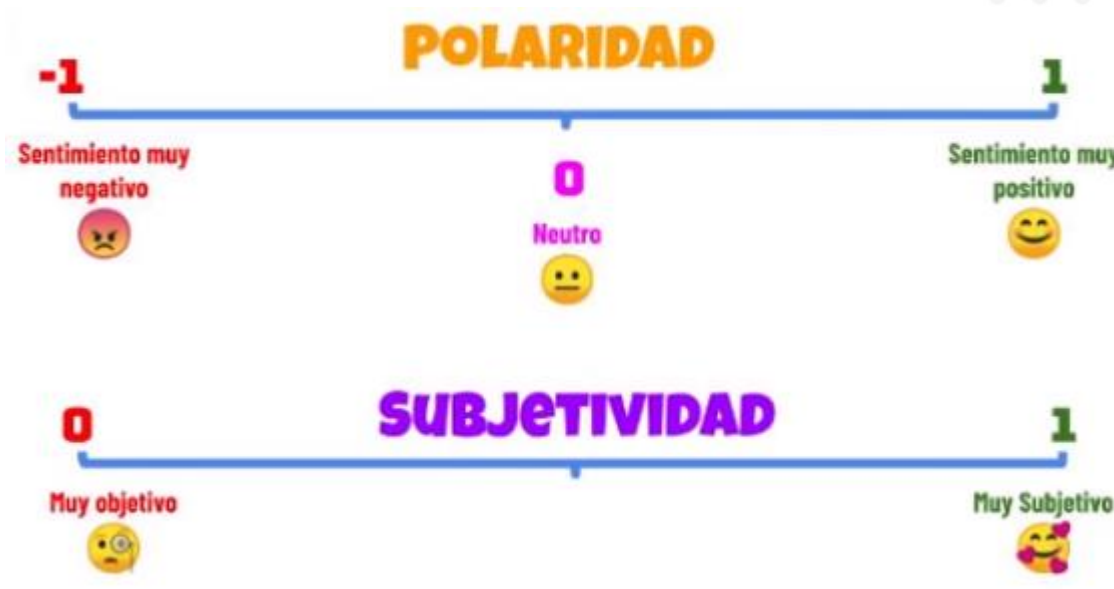 POLARIDAD
-1
1
Sentimiento muy
negativo
0
Neutro
Sentimiento muy
positivo
SUBJETIVIDAD
0
1
Muy objetivo
Muy Subjetivo